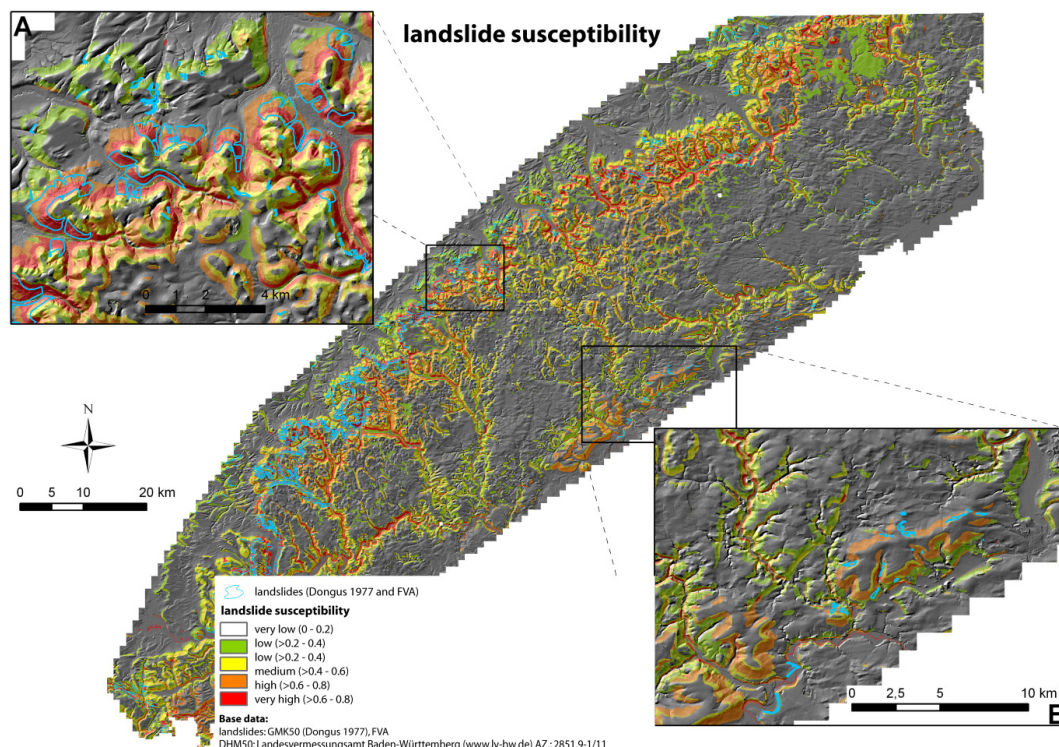 A
landslide susceptibility
0 1 2 4 km
N
0 5 10 20 km
landslides (Dongus 1977 and FVA)
landslide susceptibility
very low (0 - 0.2)
low (>0.2 - 0.4)
low (>0.2 - 0.4)
medium (>0.4 - 0.6)
high (>0.6 - 0.8)
very high (>0.6 - 0.8)
Base data:
landslides: GMK50 (Dongus 1977), FVA
DHM50: Landesvermessungsamt Baden-Württemberg (www.lv-bw.de) AZ.: 2851.9-1/11
0 2,5 5 10 km